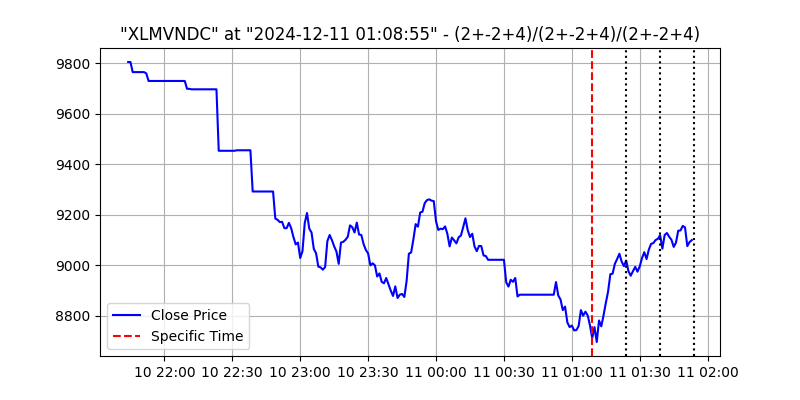 "XLMVNDC" at "2024-12-11 01:08:55" - (2+-2+4)/(2+-2+4)/(2+-2+4)
9800
9600
9400
9200
9000
8800
Close Price
Specific Time
10 22:00 10 22:30 10 23:00 10 23:30 11 00:00 11 00:30 11 01:00 11 01:30 11 02:00